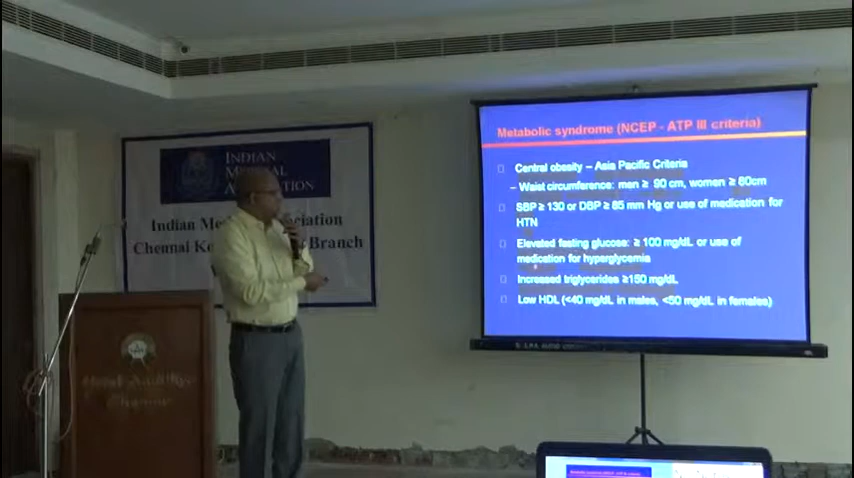 INDIAN
MEDICAL
Indian
Chennai
Branch
Metabolic syndrome (NCEP - ATP III criteria)
Central obesity – Asia Pacific Criteria
– Waist circumference: men ≥ 90 cm, women ≥ 80cm
SBP ≥ 130 or DBP ≥ 85 mm Hg or use of medication for
HTN
Elevated fasting glucose: ≥ 100 mg/dL or use of
medication for hyperglycemia
Increased triglycerides ≥150 mg/dL
Low HDL (<40 mg/dL in males, <50 mg/dL in females)